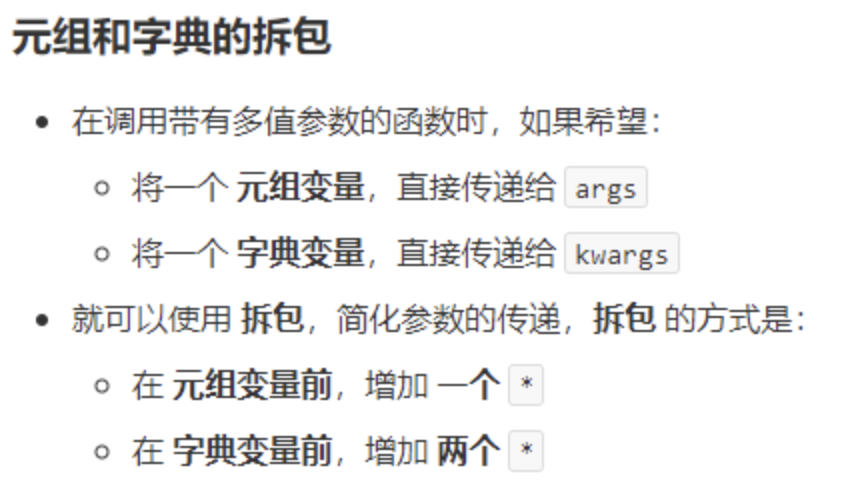 元组和字典的拆包
在调用带有多值参数的函数时，如果希望：
将一个 元组变量，直接传递给 args
将一个 字典变量，直接传递给 kwargs
就可以使用 拆包，简化参数的传递，拆包 的方式是：
在 元组变量前，增加 一个 *
在 字典变量前，增加 两个 *